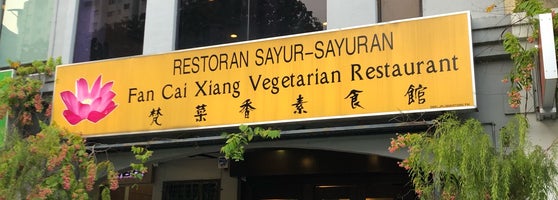 RESTORAN SAYUR-SAYURAN
Fan Cai Xiang Vegetarian Restaurant
梵菜香素食館